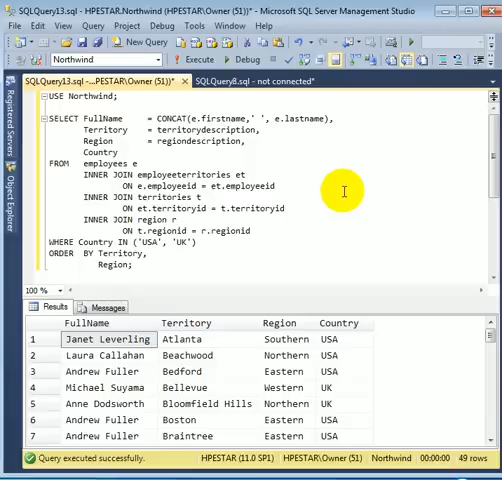 SQLQuery13.sql - HPESTAR.Northwind (HPESTAR\Owner (51))* - Microsoft SQL Server Management Studio
File Edit View Query Project Debug Tools Window Help
New Query
Northwind Execute Debug
SQLQuery13.sql -...PESTAR\Owner (51))* SQLQuery8.sql - not connected*
Registered Servers
Object Explorer
USE Northwind;
SELECT FullName = CONCAT(e.firstname,' ', e.lastname),
Territory = territorydescription,
Region = regiondescription,
Country
FROM employees e
INNER JOIN employeeterritories et
ON e.employeeid = et.employeeid
INNER JOIN territories t
ON et.territoryid = t.territoryid
INNER JOIN region r
ON t.regionid = r.regionid
WHERE Country IN ('USA', 'UK')
ORDER BY Territory,
Region;
100 %
Results Messages
FullName Territory Region Country
1 Janet Leverling Atlanta Southern USA
2 Laura Callahan Beachwood Northern USA
3 Andrew Fuller Bedford Eastern USA
4 Michael Suyama Bellevue Western UK
5 Anne Dodsworth Bloomfield Hills Northern UK
6 Andrew Fuller Boston Eastern USA
7 Andrew Fuller Braintree Eastern USA
Query executed successfully. HPESTAR (11.0 SP1) HPESTAR\Owner (51) Northwind 00:00:00 49 rows